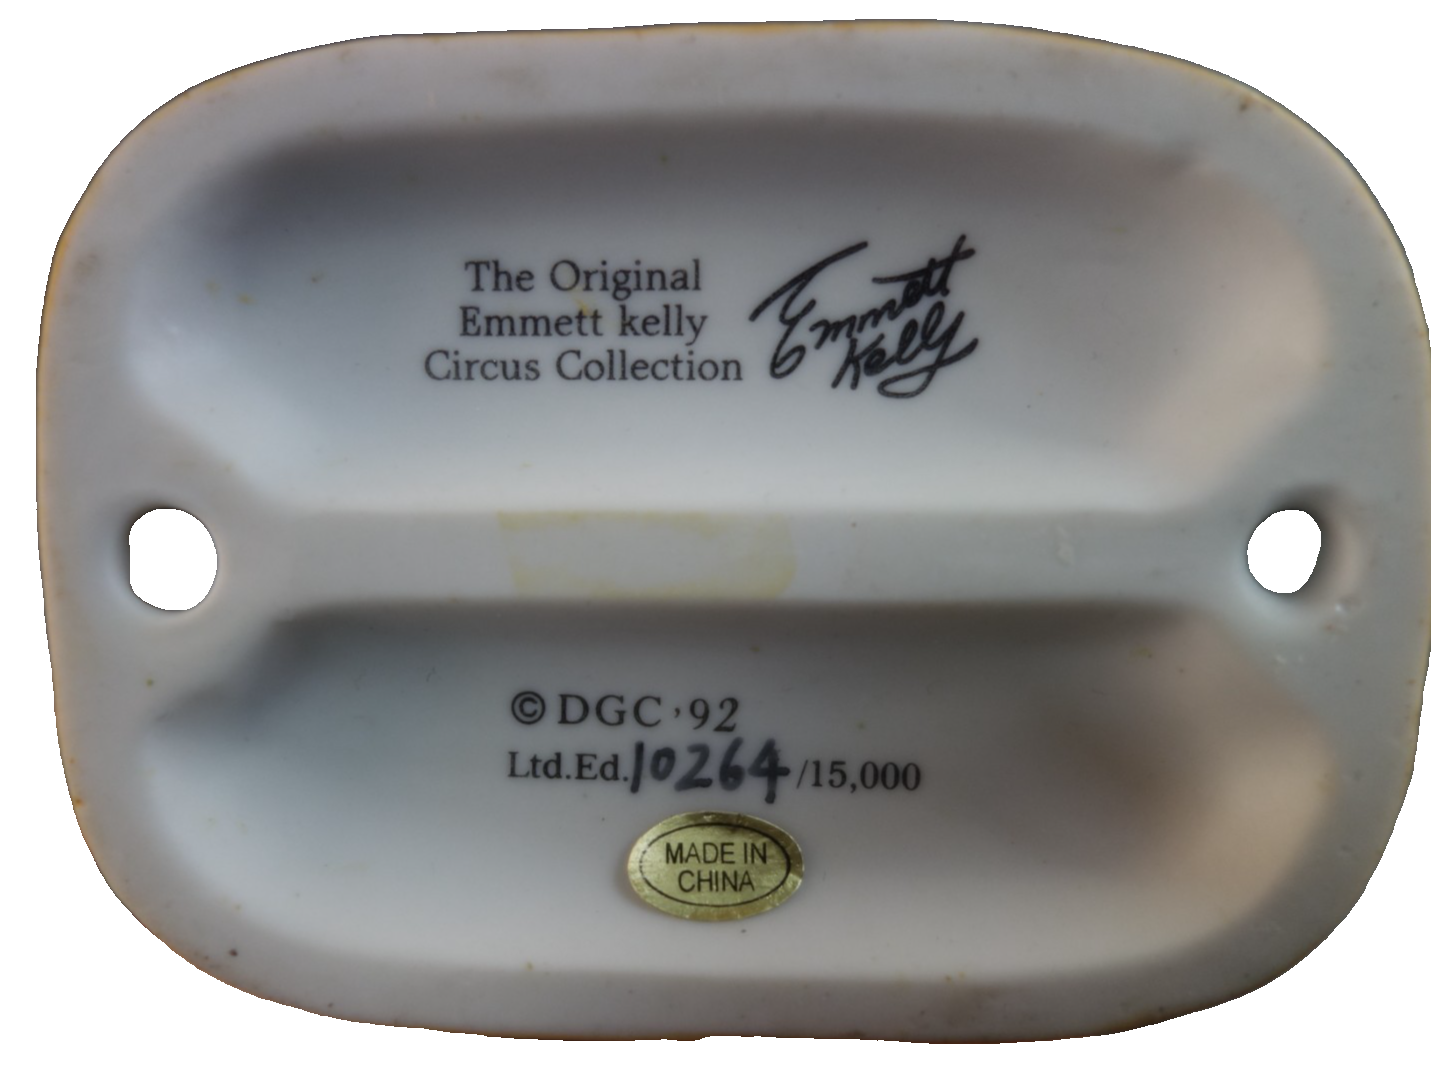 The Original
Emmett kelly
Circus Collection
Emmett
Kelly
© DGC '92
Ltd.Ed.10264/15,000
MADE IN
CHINA